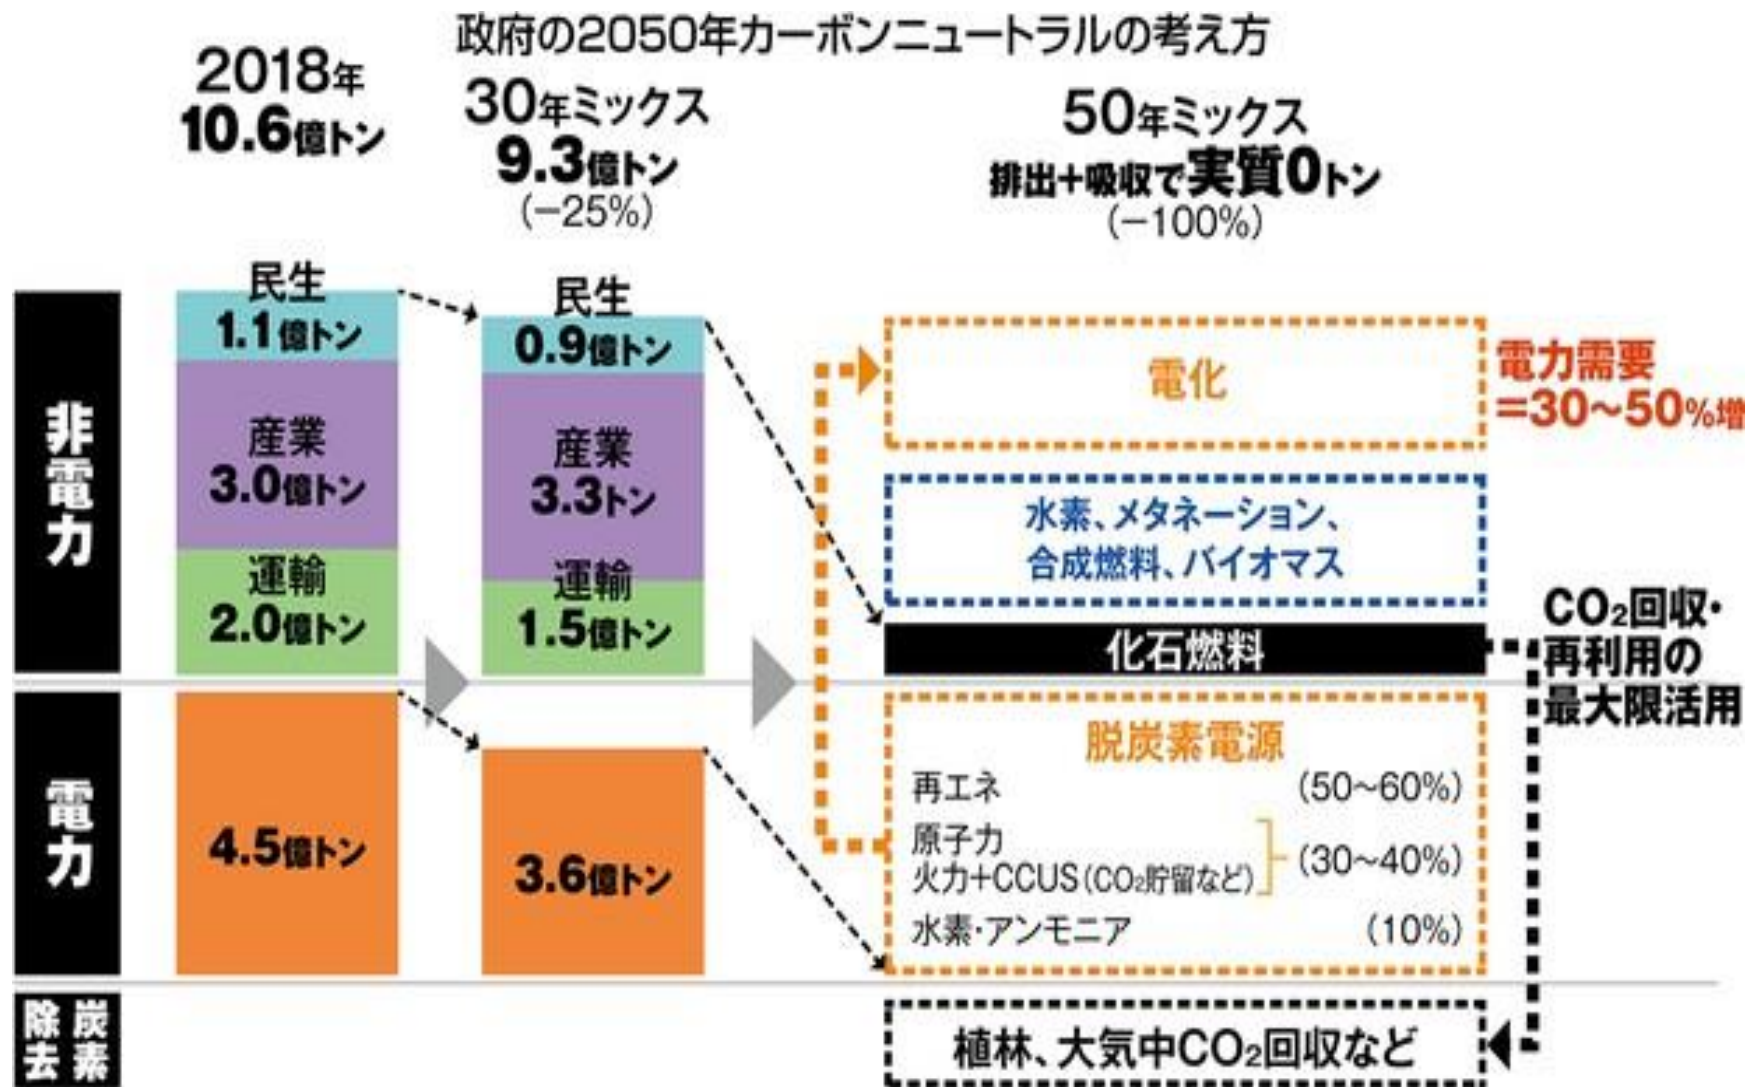 政府の2050年カーボンニュートラルの考え方
2018年
10.6億トン
30年ミックス
9.3億トン
(−25%)
50年ミックス
排出+吸収で実質0トン
(−100%)
非電力
民生
1.1億トン
産業
3.0億トン
運輸
2.0億トン
民生
0.9億トン
産業
3.3トン
運輸
1.5億トン
電化
電力需要
=30〜50%増
水素、メタネーション、
合成燃料、バイオマス
化石燃料
CO₂回収・
再利用の
最大限活用
電力
4.5億トン
3.6億トン
脱炭素電源
再エネ (50〜60%)
原子力
火力+CCUS(CO₂貯留など) (30〜40%)
水素・アンモニア (10%)
炭素
除去
植林、大気中CO₂回収など